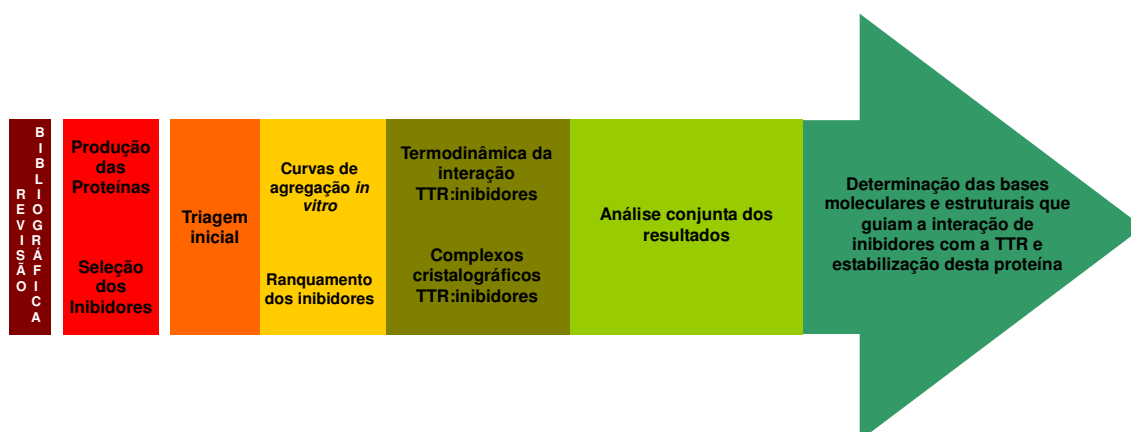 REVISÃO
BIBLIOGRÁFICA
Produção
das
Proteínas
Seleção
dos
Inibidores
Triagem
inicial
Curvas de
agregação in
vitro
Ranquamento
dos inibidores
Termodinâmica da
interação
TTR:inibidores
Complexos
cristalográficos
TTR:inibidores
Análise conjunta dos
resultados
Determinação das bases
moleculares e estruturais que
guiam a interação de
inibidores com a TTR e
estabilização desta proteína